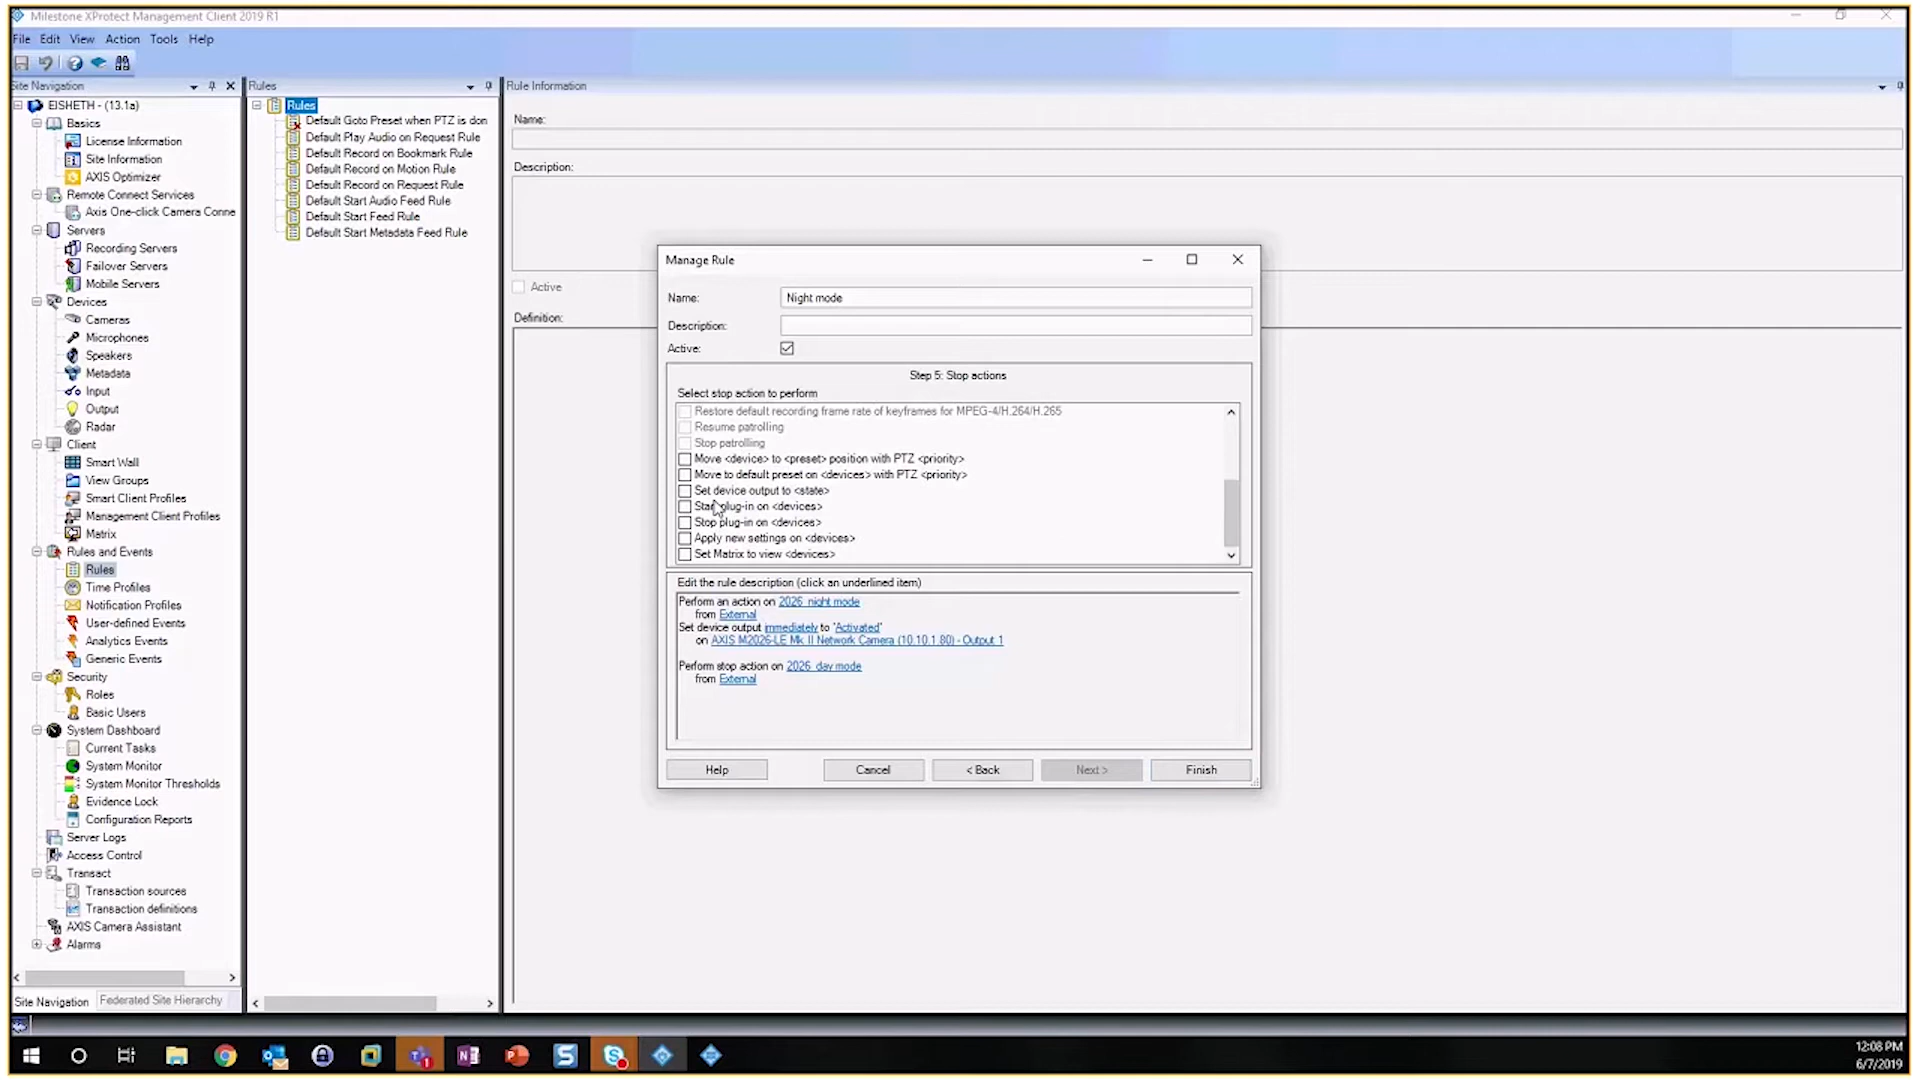 Milestone XProtect Management Client 2019 R1
File Edit View Action Tools Help
Site Navigation
Rules
Rule Information
EISHETH - (13.1a)
Basics
License Information
Site Information
AXIS Optimizer
Remote Connect Services
Axis One-click Camera Conne
Servers
Recording Servers
Failover Servers
Mobile Servers
Devices
Cameras
Microphones
Speakers
Metadata
Input
Output
Radar
Client
Smart Wall
View Groups
Smart Client Profiles
Management Client Profiles
Matrix
Rules and Events
Rules
Time Profiles
Notification Profiles
User-defined Events
Analytics Events
Generic Events
Security
Roles
Basic Users
System Dashboard
Current Tasks
System Monitor
System Monitor Thresholds
Evidence Lock
Configuration Reports
Server Logs
Access Control
Transact
Transaction sources
Transaction definitions
AXIS Camera Assistant
Alarms
Site Navigation
Federated Site Hierarchy
Rules
Default Goto Preset when PTZ is don
Default Play Audio on Request Rule
Default Record on Bookmark Rule
Default Record on Motion Rule
Default Record on Request Rule
Default Start Audio Feed Rule
Default Start Feed Rule
Default Start Metadata Feed Rule
Name:
Description:
Active
Definition:
Manage Rule
Name:
Night mode
Description:
Active:
Step 5: Stop actions
Select stop action to perform
Restore default recording frame rate of keyframes for MPEG-4/H.264/H.265
Resume patrolling
Stop patrolling
Move <device> to <preset> position with PTZ <priority>
Move to default preset on <devices> with PTZ <priority>
Set device output to <state>
Start plug-in on <devices>
Stop plug-in on <devices>
Apply new settings on <devices>
Set Matrix to view <devices>
Edit the rule description (click an underlined item)
Perform an action on 2026_night mode
from External
Set device output immediately to 'Activated'
on AXIS M2026-LE Mk II Network Camera (10.10.1.80) - Output 1
Perform stop action on 2026_day mode
from External
Help
Cancel
< Back
Next >
Finish
12:08 PM
6/7/2019